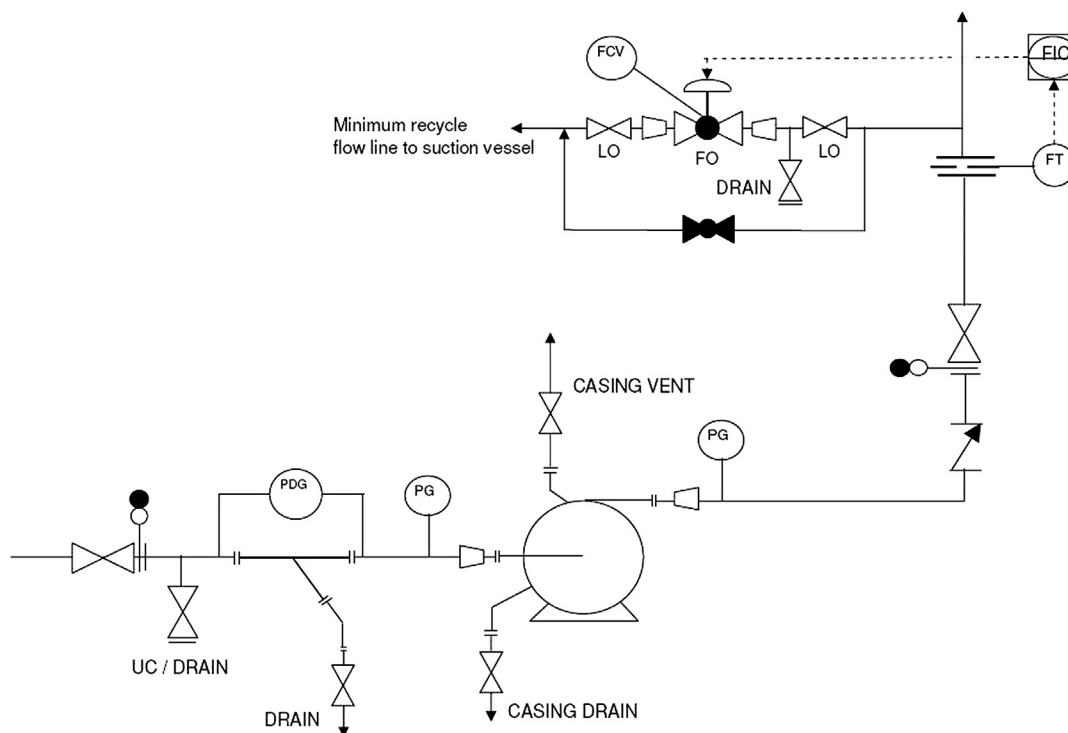 FCV
FIC
Minimum recycle
flow line to suction vessel
LO
FO
LO
FT
DRAIN
CASING VENT
PG
PDG
PG
UC / DRAIN
DRAIN
CASING DRAIN